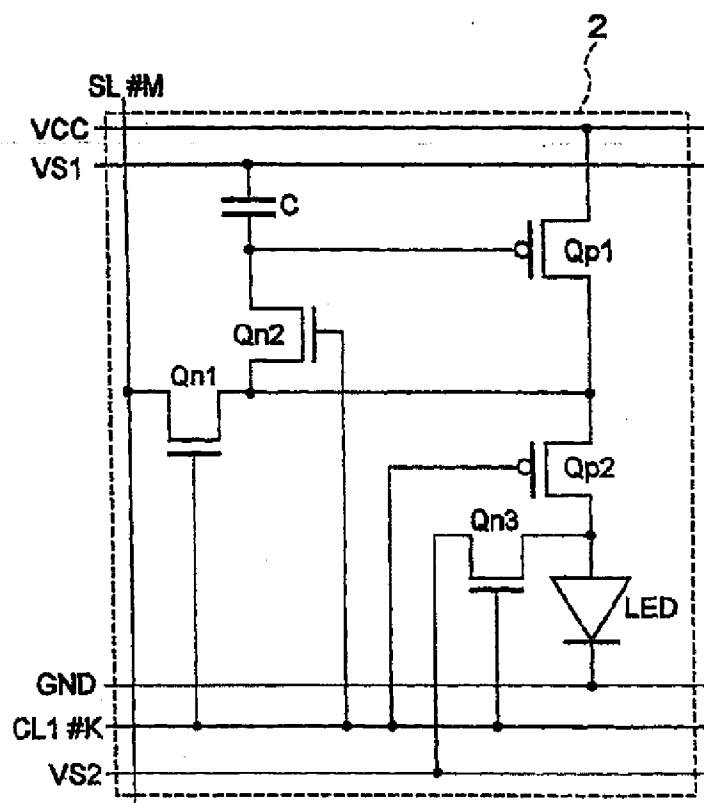 2
SL #M
VCC
VS1
C
Qp1
Qn2
Qn1
Qp2
Qn3
LED
GND
CL1 #K
VS2